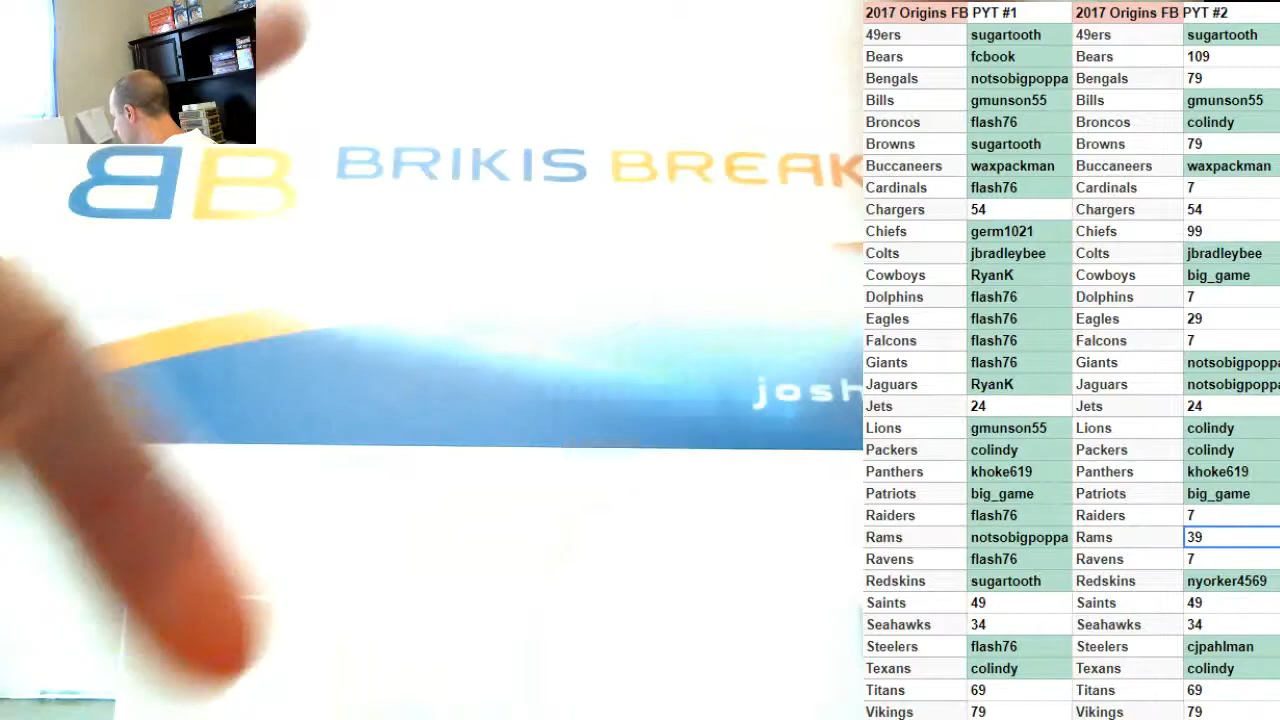 BRIKIS BREAK
josh
2017 Origins FB PYT #1 2017 Origins FB PYT #2
49ers sugartooth 49ers sugartooth
Bears fcbook Bears 109
Bengals notsobigpoppa Bengals 79
Bills gmunson55 Bills gmunson55
Broncos flash76 Broncos colindy
Browns sugartooth Browns 79
Buccaneers waxpackman Buccaneers waxpackman
Cardinals flash76 Cardinals 7
Chargers 54 Chargers 54
Chiefs germ1021 Chiefs 99
Colts jbradleybee Colts jbradleybee
Cowboys RyanK Cowboys big_game
Dolphins flash76 Dolphins 7
Eagles flash76 Eagles 29
Falcons flash76 Falcons 7
Giants flash76 Giants notsobigpoppa
Jaguars RyanK Jaguars notsobigpoppa
Jets 24 Jets 24
Lions gmunson55 Lions colindy
Packers colindy Packers colindy
Panthers khoke619 Panthers khoke619
Patriots big_game Patriots big_game
Raiders flash76 Raiders 7
Rams notsobigpoppa Rams 39
Ravens flash76 Ravens 7
Redskins sugartooth Redskins nyorker4569
Saints 49 Saints 49
Seahawks 34 Seahawks 34
Steelers flash76 Steelers cjpahlman
Texans colindy Texans colindy
Titans 69 Titans 69
Vikings 79 Vikings 79